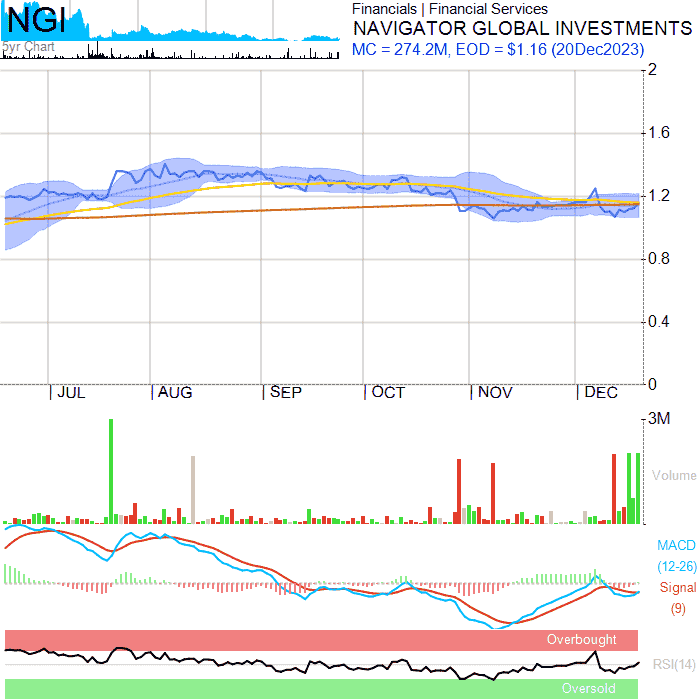 NGI
5yr Chart
Financials | Financial Services
NAVIGATOR GLOBAL INVESTMENTS
MC = 274.2M, EOD = $1.16 (20Dec2023)
2
1.6
1.2
0.8
0.4
0
JUL AUG SEP OCT NOV DEC
3M
Volume
MACD
(12-26)
Signal
(9)
Overbought
RSI(14)
Oversold